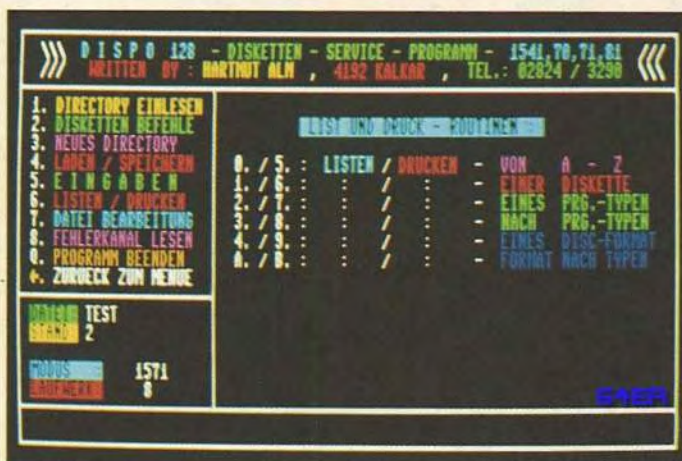 ))) D I S P O 128 - DISKETTEN - SERVICE - PROGRAMM - 1541,70,71,81 (((
WRITTEN BY : HARTMUT ALM , 4192 KALKAR , TEL.: 02824 / 3290
1. DIRECTORY EINLESEN
2. DISKETTEN BEFEHLE
3. NEUES DIRECTORY
4. LADEN / SPEICHERN
5. E I N G A B E N
6. LISTEN / DRUCKEN
7. DATEI BEARBEITUNG
8. FEHLERKANAL LESEN
Q. PROGRAMM BEENDEN
←. ZURUECK ZUM MENUE
LIST UND DRUCK - ROUTINEN :
0. / 5. : LISTEN / DRUCKEN - VON A - Z
1. / 6. : : / : - EINER DISKETTE
2. / 7. : : / : - EINES PRG.-TYPEN
3. / 8. : : / : - NACH PRG.-TYPEN
4. / 9. : : / : - EINES DISC.-FORMAT
A. / B. : : / : - FORMAT NACH TYPEN
DATEI: TEST
STAND: 2
MODUS 1571
LAUFWERK: 8
64ER